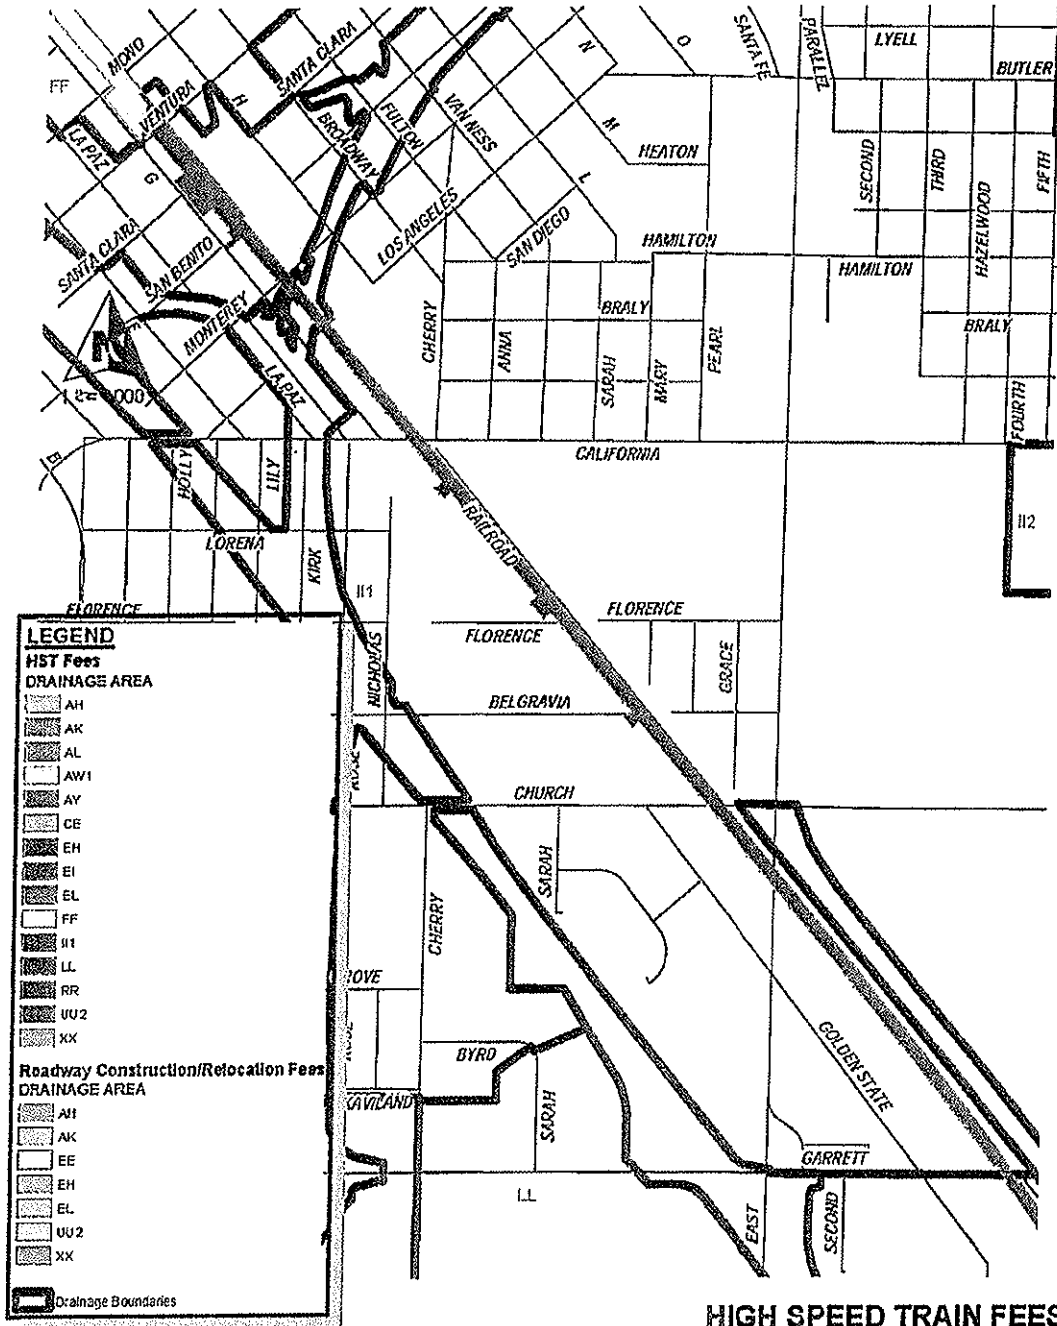 SANTA FE
PARALLEL
LYELL
BUTLER
MONO
SANTA CLARA
N
O
FF
VENTURA
H
BROADWAY
FULTON
VAN NESS
M
HEATON
SECOND
THIRD
HAZELWOOD
FIFTH
LA PAZ
G
L
LOS ANGELES
SAN DIEGO
HAMILTON
HAMILTON
SANTA CLARA
SAN BENITO
MONTEREY
CHERRY
ANNA
BRALY
SARAH
MARY
PEARL
BRALY
LA PAZ
FOURTH
CALIFORNIA
HOLLY
LILY
RAILROAD
II2
LORENA
KIRK
II1
FLORENCE
FLORENCE
FLORENCE
NICHOLAS
GRACE
BELGRAVIA
CHURCH
SARAH
CHERRY
GOLDEN STATE
BYRD
SARAH
KAVILAND
GARRETT
LL
EAST
SECOND
LEGEND
HST Fees
DRAINAGE AREA
AH
AK
AL
AW1
AY
CE
EH
EI
EL
FF
II1
LL
RR
UU2
XX
Roadway Construction/Relocation Fees
DRAINAGE AREA
AH
AK
EE
EH
EL
UU2
XX
Drainage Boundaries
HIGH SPEED TRAIN FEES